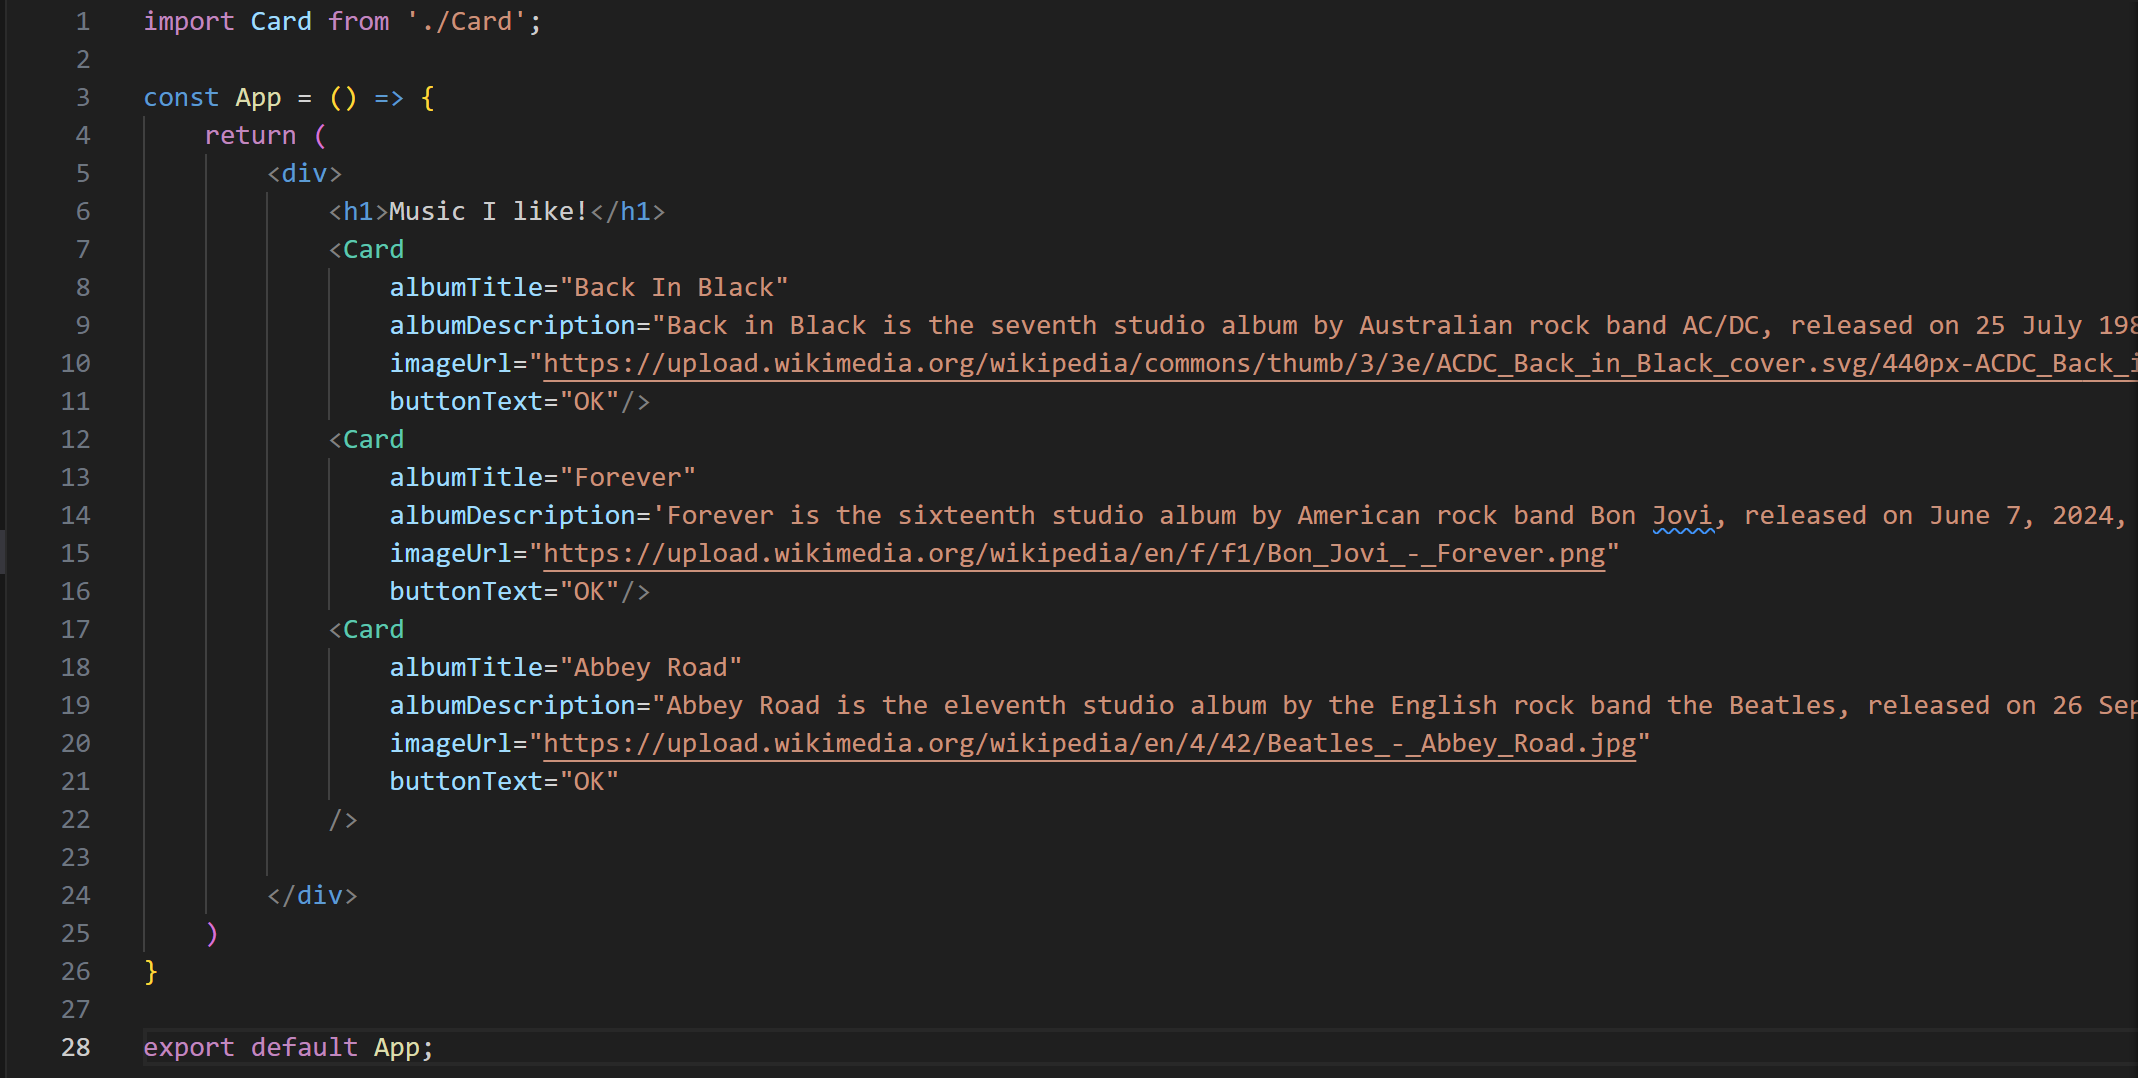 1 import Card from './Card';
2
3 const App = () => {
4 return (
5 <div>
6 <h1>Music I like!</h1>
7 <Card
8 albumTitle="Back In Black"
9 albumDescription="Back in Black is the seventh studio album by Australian rock band AC/DC, released on 25 July 198
10 imageUrl="https://upload.wikimedia.org/wikipedia/commons/thumb/3/3e/ACDC_Back_in_Black_cover.svg/440px-ACDC_Back_i
11 buttonText="OK"/>
12 <Card
13 albumTitle="Forever"
14 albumDescription='Forever is the sixteenth studio album by American rock band Bon Jovi, released on June 7, 2024,
15 imageUrl="https://upload.wikimedia.org/wikipedia/en/f/f1/Bon_Jovi_-_Forever.png"
16 buttonText="OK"/>
17 <Card
18 albumTitle="Abbey Road"
19 albumDescription="Abbey Road is the eleventh studio album by the English rock band the Beatles, released on 26 Sep
20 imageUrl="https://upload.wikimedia.org/wikipedia/en/4/42/Beatles_-_Abbey_Road.jpg"
21 buttonText="OK"
22 />
23
24 </div>
25 )
26 }
27
28 export default App;